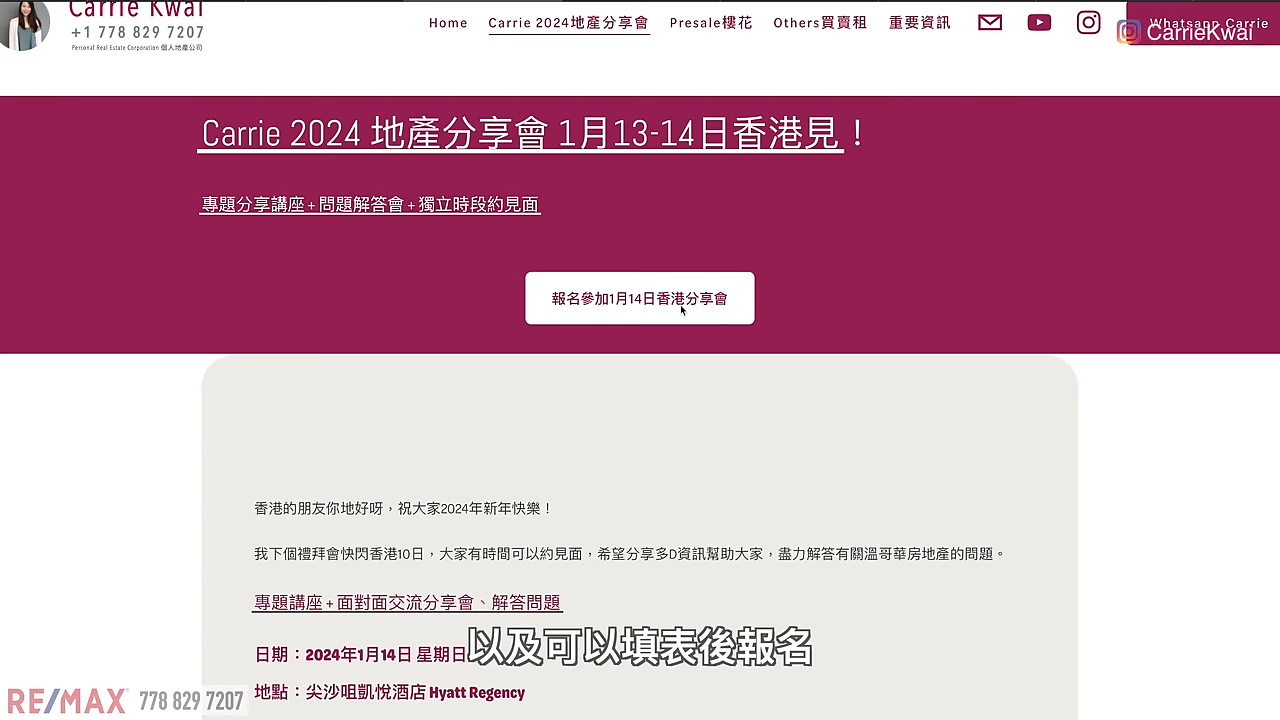 Carrie Kwai
+1 778 829 7207
Personal Real Estate Corporation 個人地產公司
Home Carrie 2024地產分享會 Presale樓花 Others買賣租 重要資訊
Whatsapp Carrie
CarrieKwai
Carrie 2024 地產分享會 1月13-14日香港見！
專題分享講座+問題解答會+獨立時段約見面
報名參加1月14日香港分享會
香港的朋友你地好呀，祝大家2024年新年快樂！
我下個禮拜會快閃香港10日，大家有時間可以約見面，希望分享多D資訊幫助大家，盡力解答有關溫哥華房地產的問題。
專題講座+面對面交流分享會、解答問題
日期：2024年1月14日 星期日
以及可以填表後報名
地點：尖沙咀凱悅酒店 Hyatt Regency
RE/MAX 778 829 7207